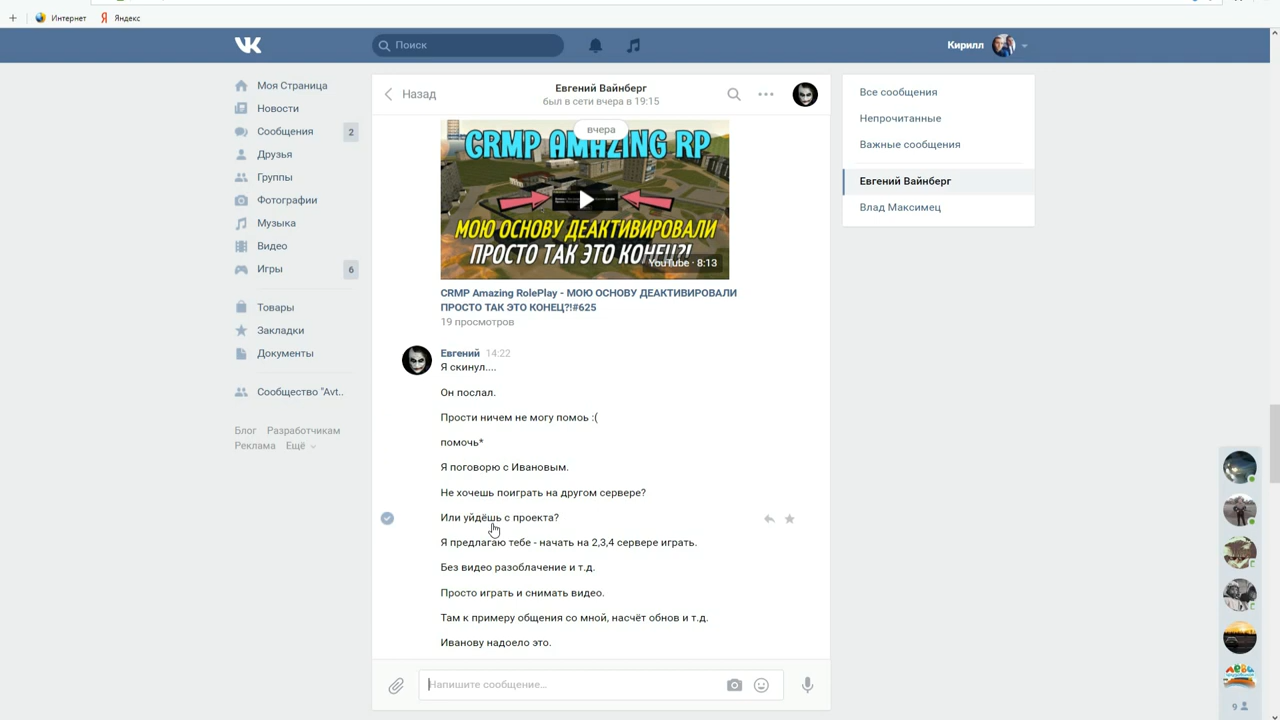 Интернет
Яндекс
Поиск
Кирилл
Моя Страница
Новости
Сообщения 2
Друзья
Группы
Фотографии
Музыка
Видео
Игры 6
Товары
Закладки
Документы
Сообщество "Avt..
Блог Разработчикам
Реклама Ещё
Назад
Евгений Вайнберг
был в сети вчера в 19:15
вчера
CRMP AMAZING RP
МОЮ ОСНОВУ ДЕАКТИВИРОВАЛИ
ПРОСТО ТАК ЭТО КОНЕЦ?!
YouTube · 8:13
CRMP Amazing RolePlay - МОЮ ОСНОВУ ДЕАКТИВИРОВАЛИ
ПРОСТО ТАК ЭТО КОНЕЦ?!#625
19 просмотров
Евгений 14:22
Я скинул....
Он послал.
Прости ничем не могу помоь :(
помочь*
Я поговорю с Ивановым.
Не хочешь поиграть на другом сервере?
Или уйдёшь с проекта?
Я предлагаю тебе - начать на 2,3,4 сервере играть.
Без видео разоблачение и т.д.
Просто играть и снимать видео.
Там к примеру общения со мной, насчёт обнов и т.д.
Иванову надоело это.
Напишите сообщение...
Все сообщения
Непрочитанные
Важные сообщения
Евгений Вайнберг
Влад Максимец
9